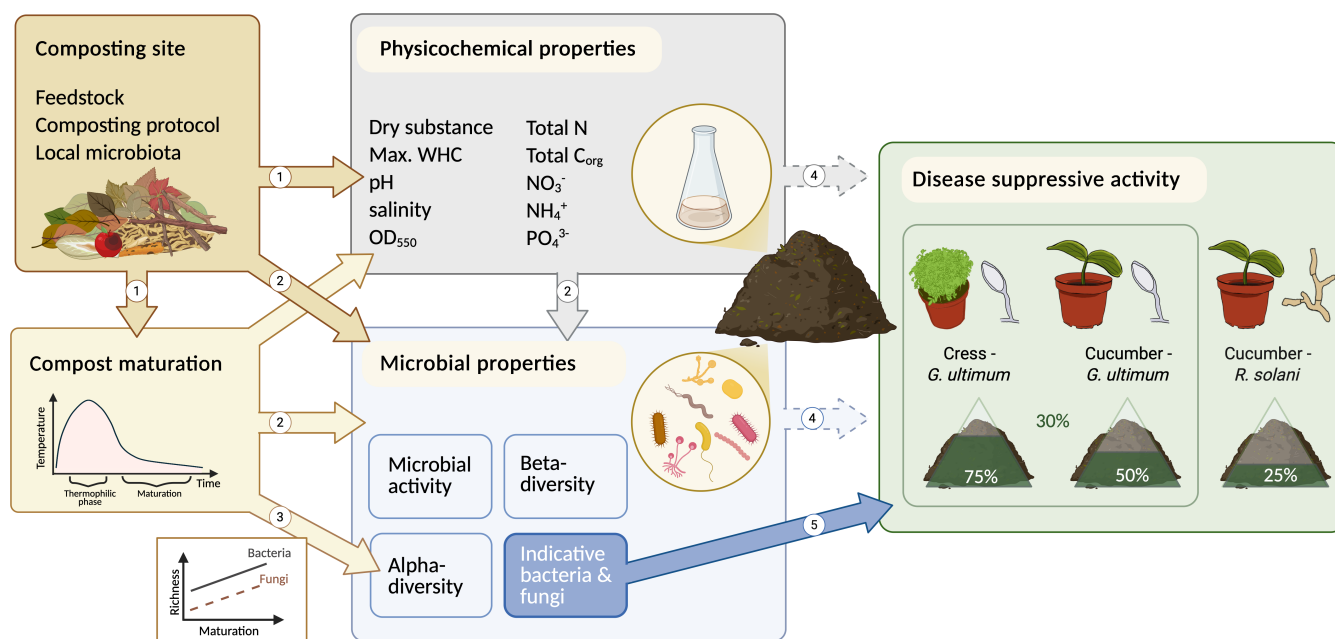 Composting site
Feedstock
Composting protocol
Local microbiota
1
1
2
Compost maturation
Temperature
Thermophilic
phase
Maturation
Time
2
3
Richness
Bacteria
Fungi
Maturation
Physicochemical properties
Dry substance
Max. WHC
pH
salinity
OD₅₅₀
Total N
Total Cₒᵣg
NO₃⁻
NH₄⁺
PO₄³⁻
2
4
Microbial properties
Microbial
activity
Beta-
diversity
Alpha-
diversity
Indicative
bacteria &
fungi
4
5
Disease suppressive activity
Cress -
G. ultimum
Cucumber -
G. ultimum
Cucumber -
R. solani
30%
75%
50%
25%